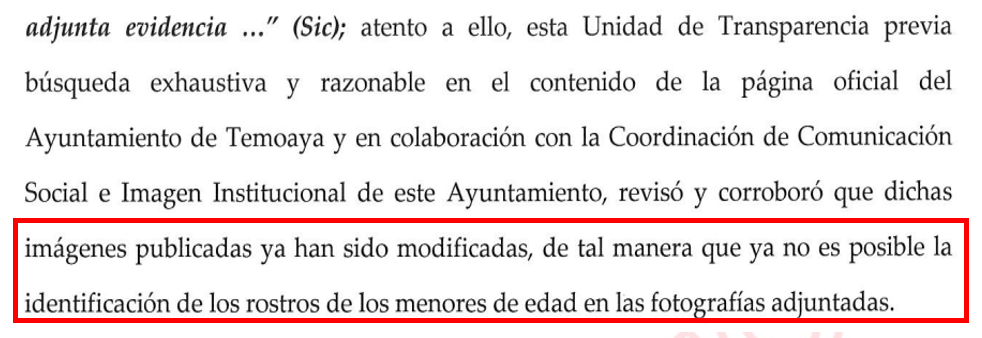 adjunta evidencia ...” (Sic); atento a ello, esta Unidad de Transparencia previa
búsqueda exhaustiva y razonable en el contenido de la página oficial del
Ayuntamiento de Temoaya y en colaboración con la Coordinación de Comunicación
Social e Imagen Institucional de este Ayuntamiento, revisó y corroboró que dichas
imágenes publicadas ya han sido modificadas, de tal manera que ya no es posible la
identificación de los rostros de los menores de edad en las fotografías adjuntadas.